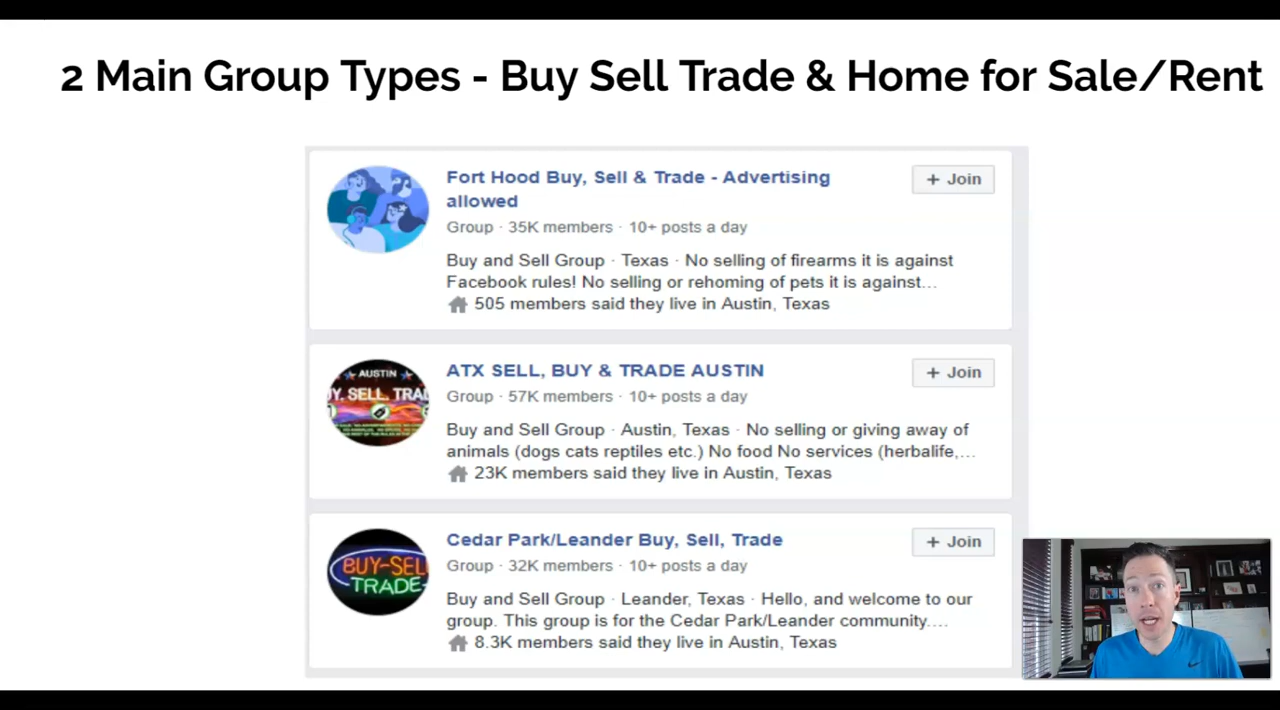 2 Main Group Types - Buy Sell Trade & Home for Sale/Rent
Fort Hood Buy, Sell & Trade - Advertising
allowed
+ Join
Group · 35K members · 10+ posts a day
Buy and Sell Group · Texas · No selling of firearms it is against
Facebook rules! No selling or rehoming of pets it is against...
505 members said they live in Austin, Texas
AUSTIN
Y. SELL. TRA
ATX SELL, BUY & TRADE AUSTIN
+ Join
Group · 57K members · 10+ posts a day
Buy and Sell Group · Austin, Texas · No selling or giving away of
animals (dogs cats reptiles etc.) No food No services (herbalife,...
23K members said they live in Austin, Texas
BUY-SEL
TRADE
Cedar Park/Leander Buy, Sell, Trade
+ Join
Group · 32K members · 10+ posts a day
Buy and Sell Group · Leander, Texas · Hello, and welcome to our
group. This group is for the Cedar Park/Leander community....
8.3K members said they live in Austin, Texas